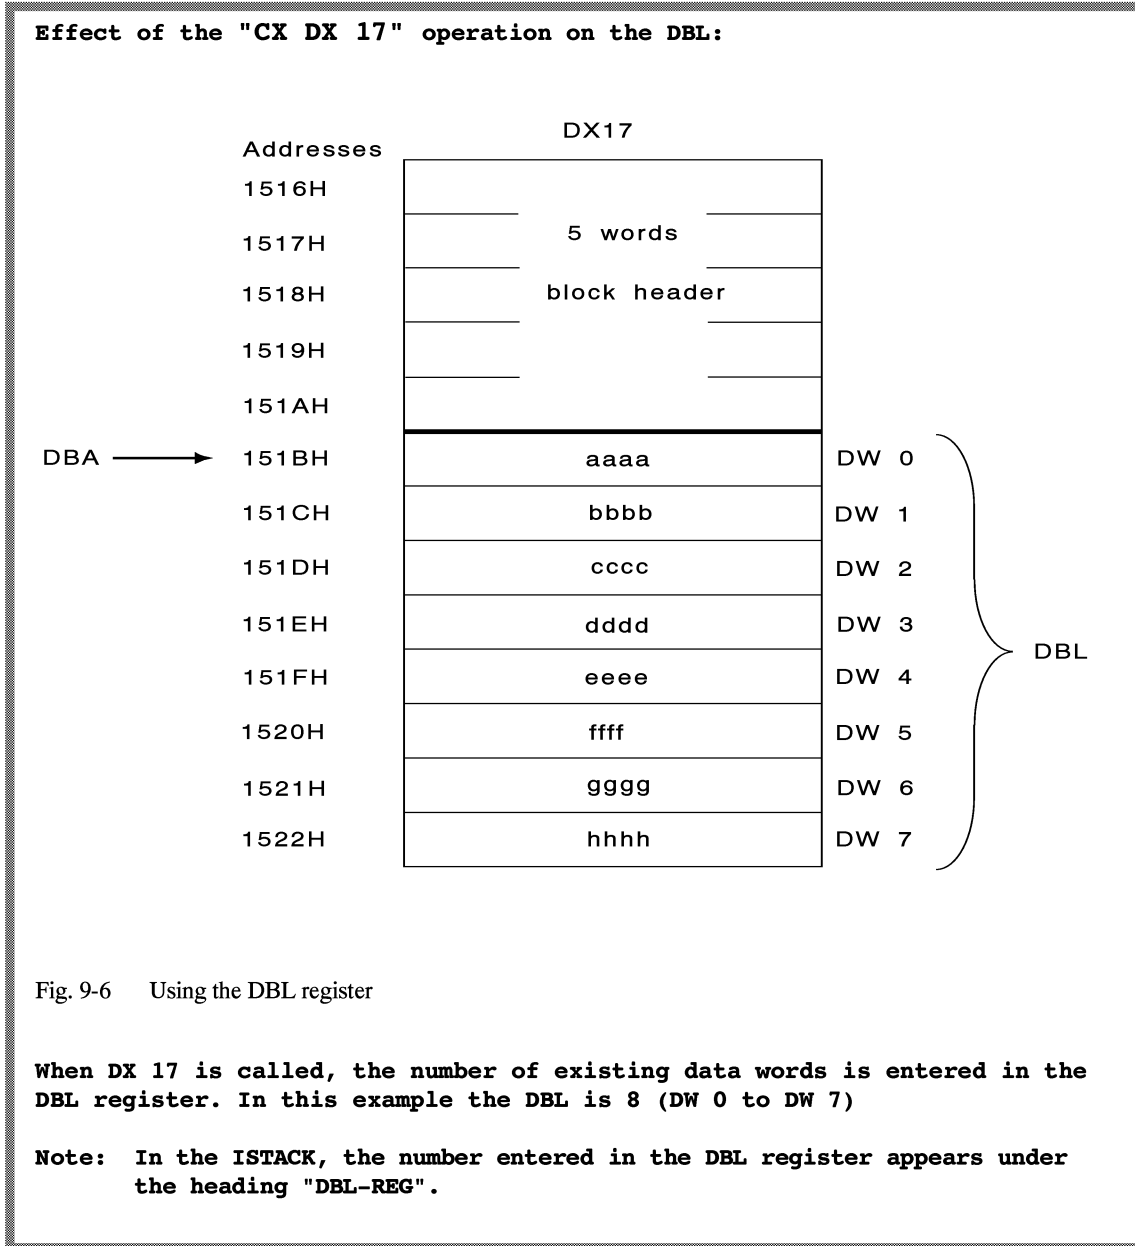 Effect of the "CX DX 17" operation on the DBL:
DX17
Addresses
1516H
5 words
1517H
block header
1518H
1519H
151AH
DBA 151BH aaaa DW 0
151CH bbbb DW 1
151DH cccc DW 2
151EH dddd DW 3
DBL
151FH eeee DW 4
1520H ffff DW 5
1521H gggg DW 6
1522H hhhh DW 7
Fig. 9-6 Using the DBL register
When DX 17 is called, the number of existing data words is entered in the
DBL register. In this example the DBL is 8 (DW 0 to DW 7)
Note: In the ISTACK, the number entered in the DBL register appears under
the heading "DBL-REG".